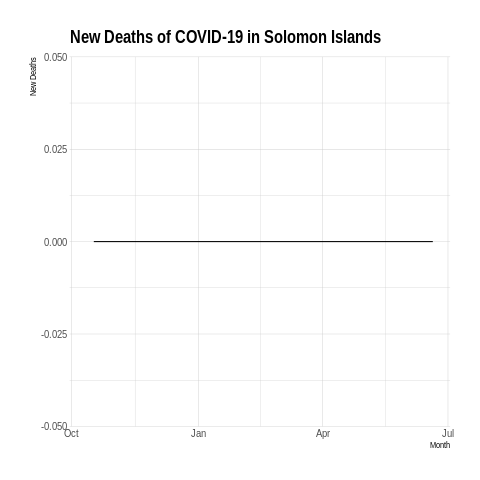 New Deaths of COVID-19 in Solomon Islands
New Deaths
0.050
0.025
0.000
-0.025
-0.050
Oct Jan Apr Jul
Month